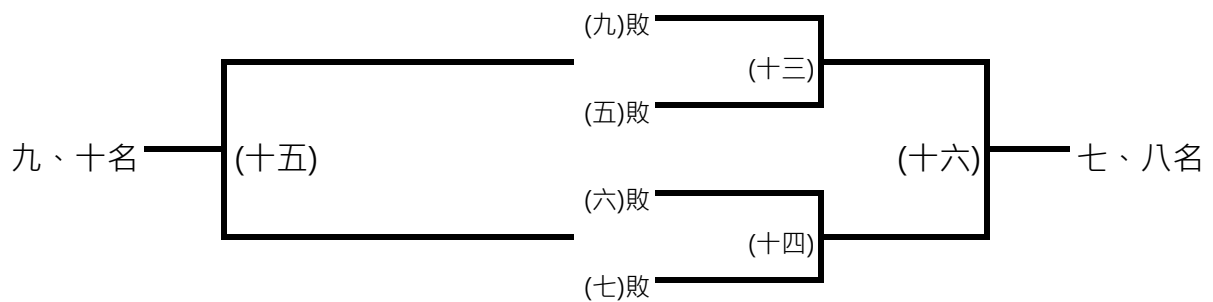 (九)敗
(十三)
(五)敗
九、十名
(十五)
(十六)
七、八名
(六)敗
(十四)
(七)敗